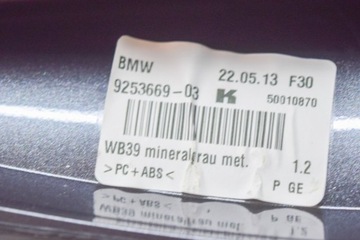 BMW 22.05.13 F30
9253669-03 K 50010870
WB39 mineralgrau met. 1.2
>PC+ABS< P GE